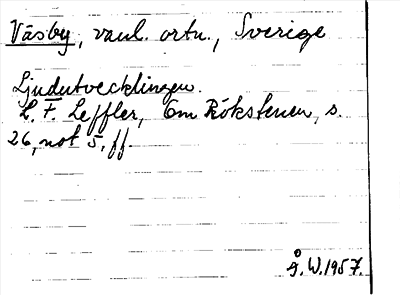 Väsby, vanl. ortn., Sverige
Ljudutvecklingen.
L. F. Leffler, Om Rökstenen, s.
26, not 5, ff.
Å. W. 1957.